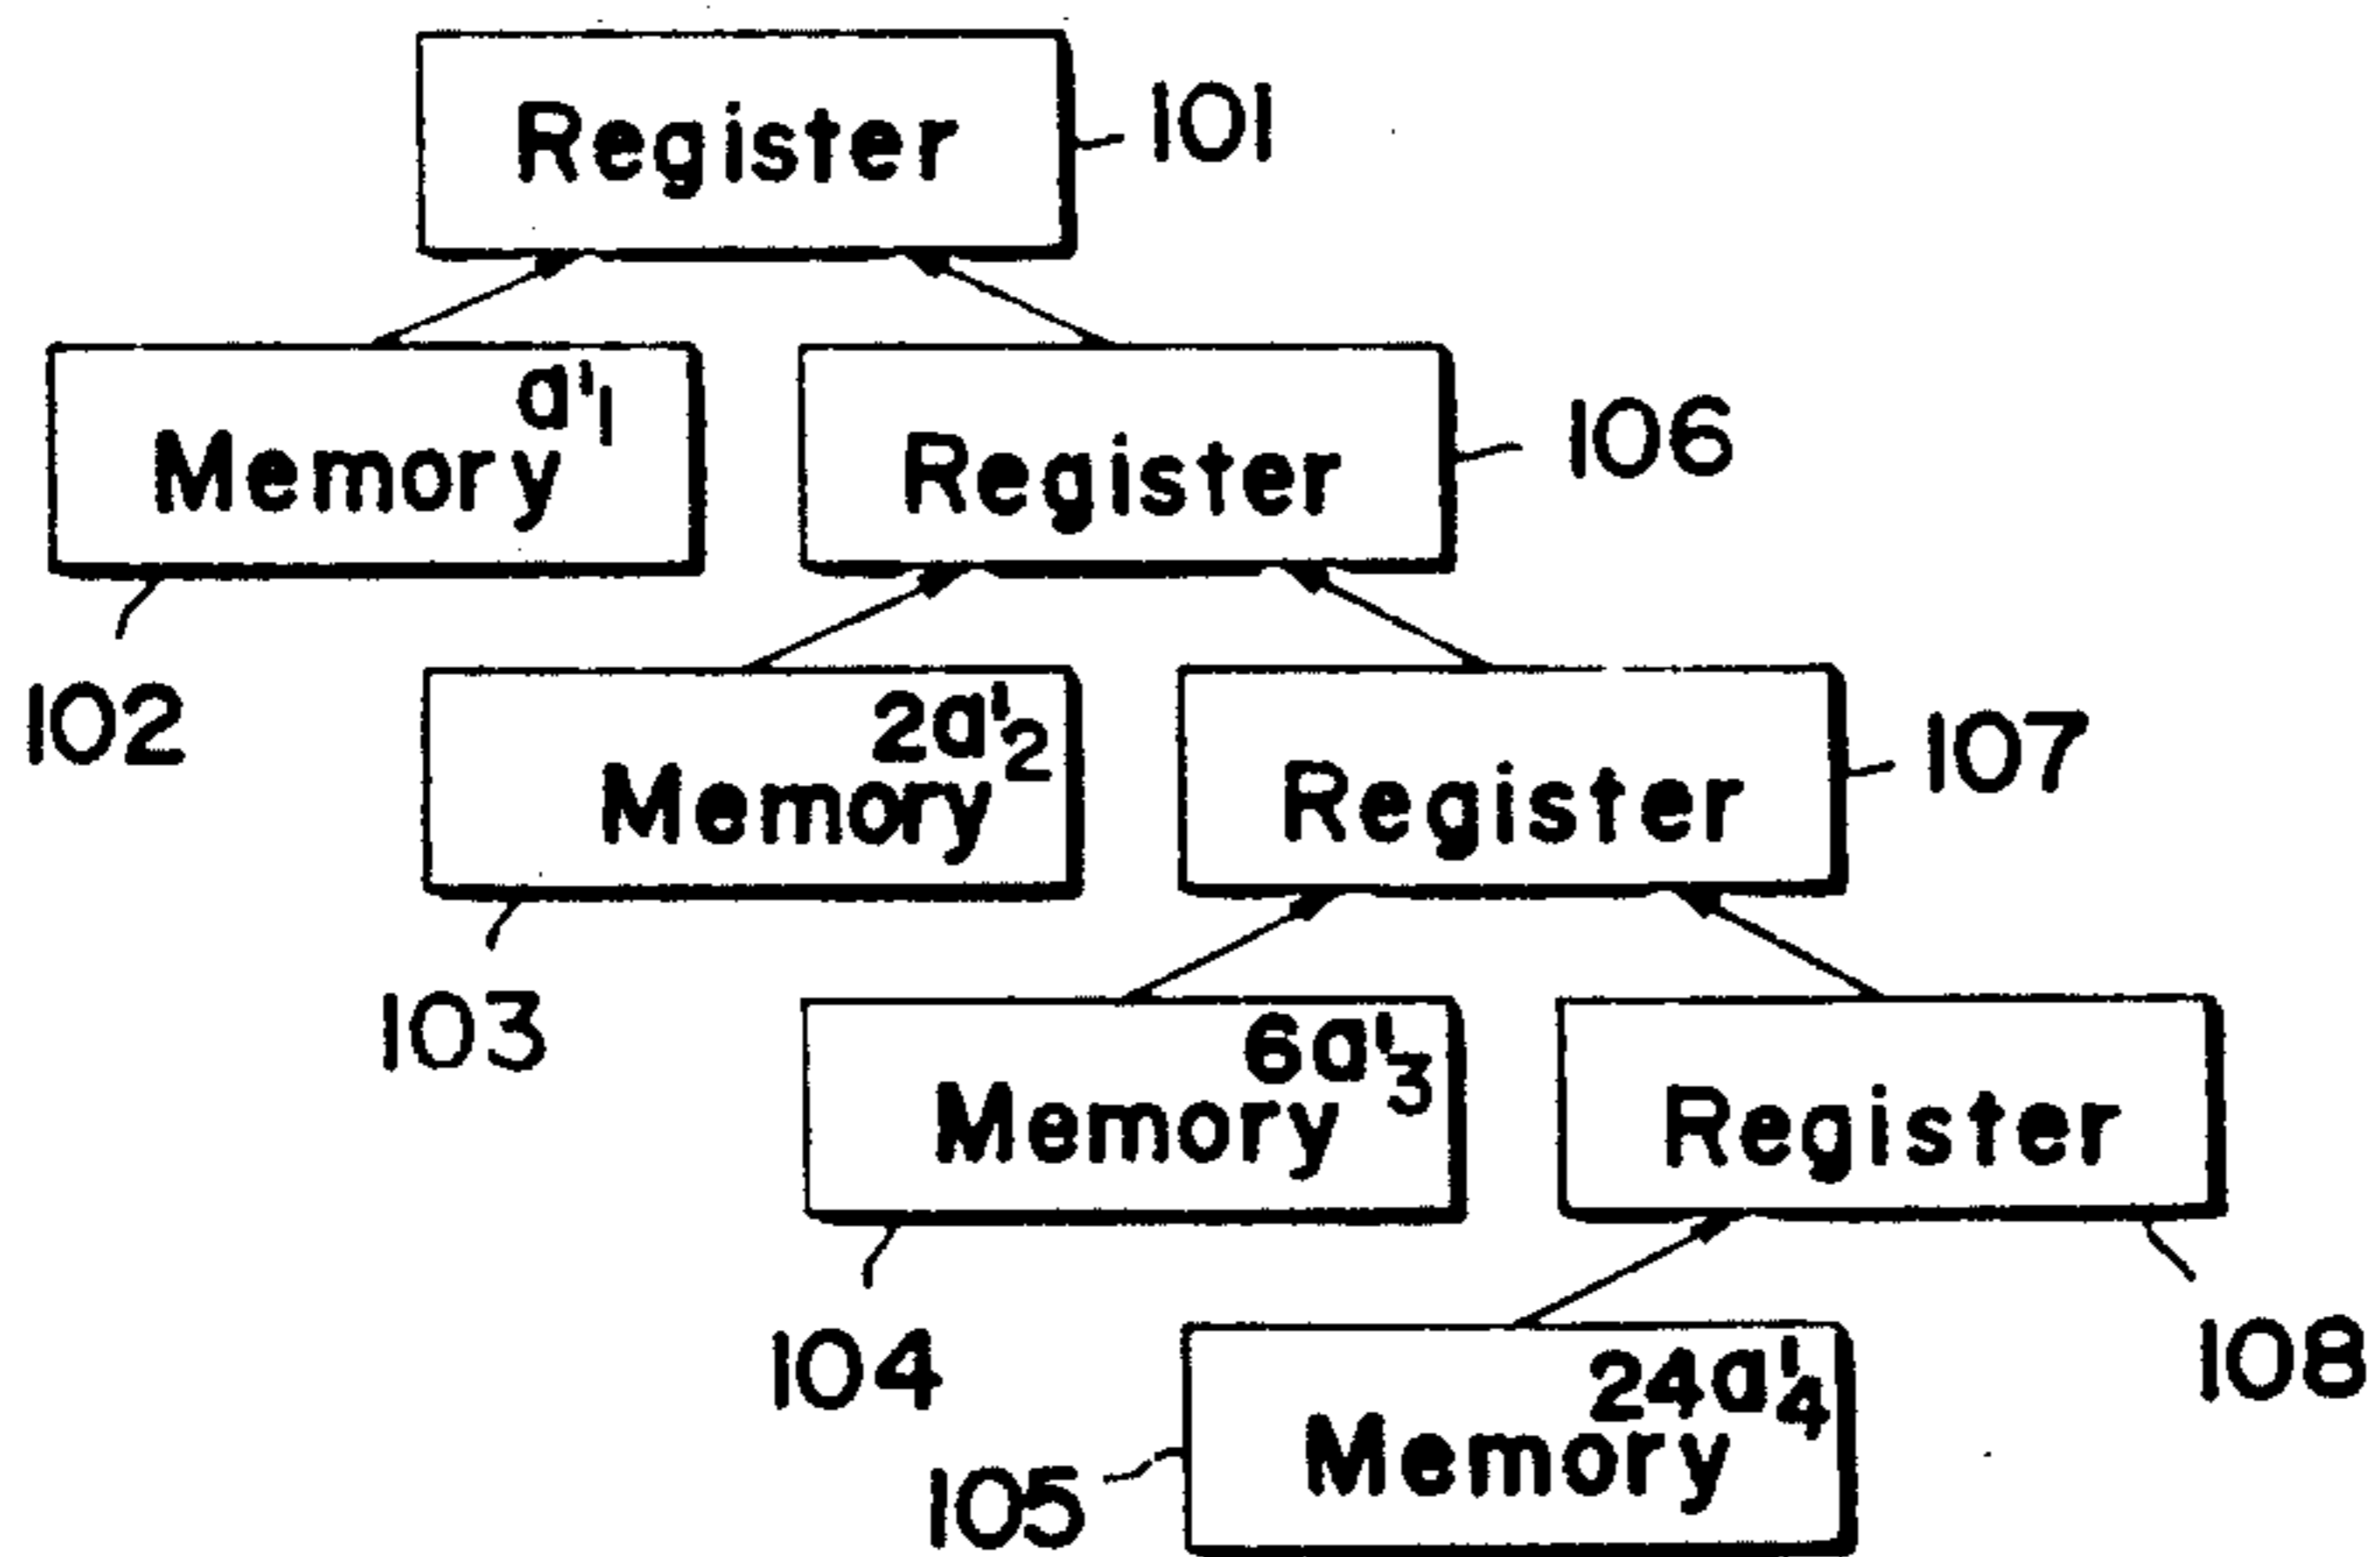 Register
101
a'1
Memory
Register
106
102
2a'2
Memory
Register
107
103
6a'3
Memory
Register
104
108
24a'4
Memory
105